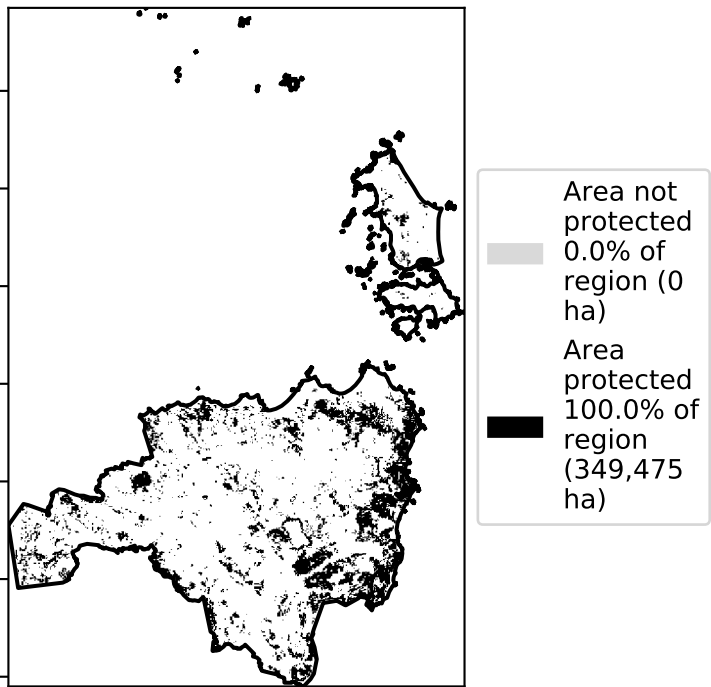 Area not
protected
0.0% of
region (0
ha)
Area
protected
100.0% of
region
(349,475
ha)